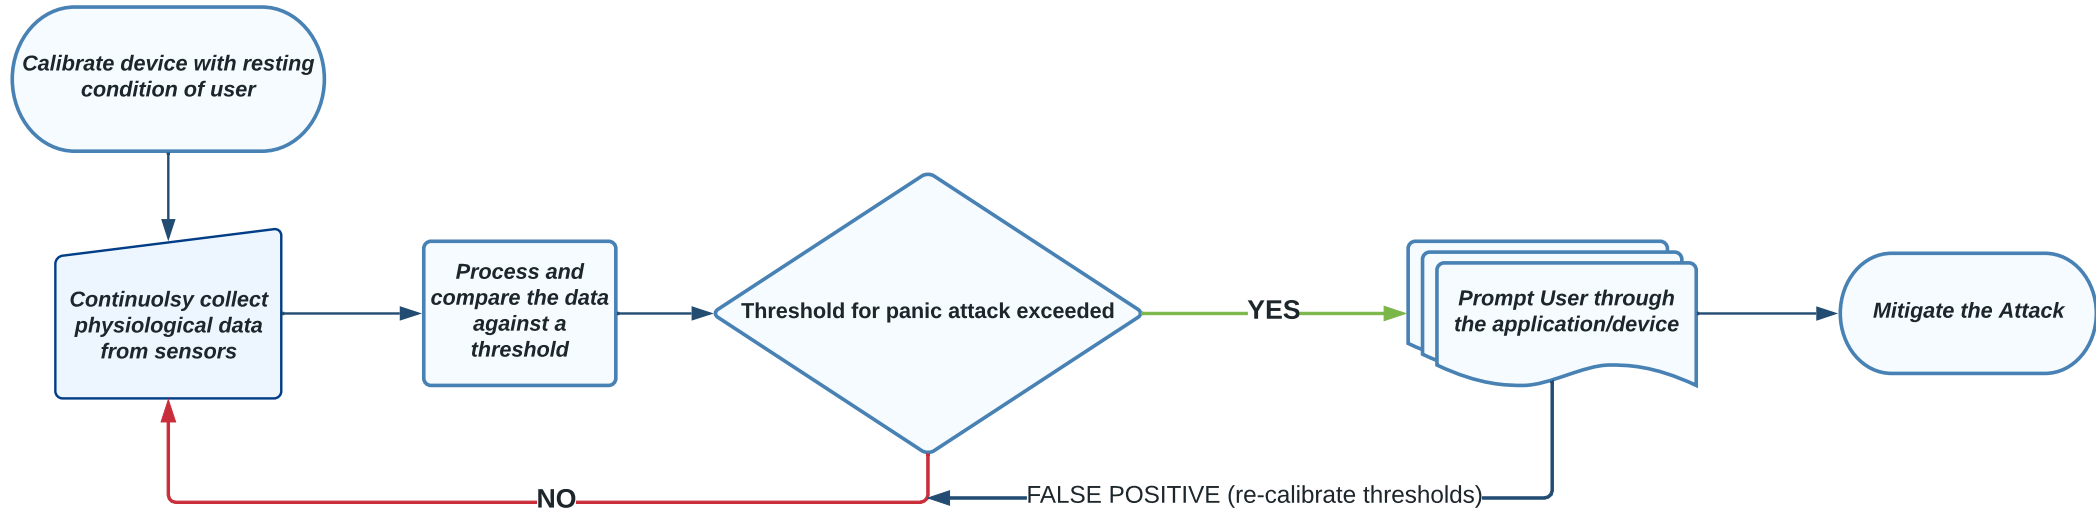 Calibrate device with resting
condition of user
Continuolsy collect
physiological data
from sensors
Process and
compare the data
against a
threshold
Threshold for panic attack exceeded
YES
Prompt User through
the application/device
Mitigate the Attack
NO
FALSE POSITIVE (re-calibrate thresholds)